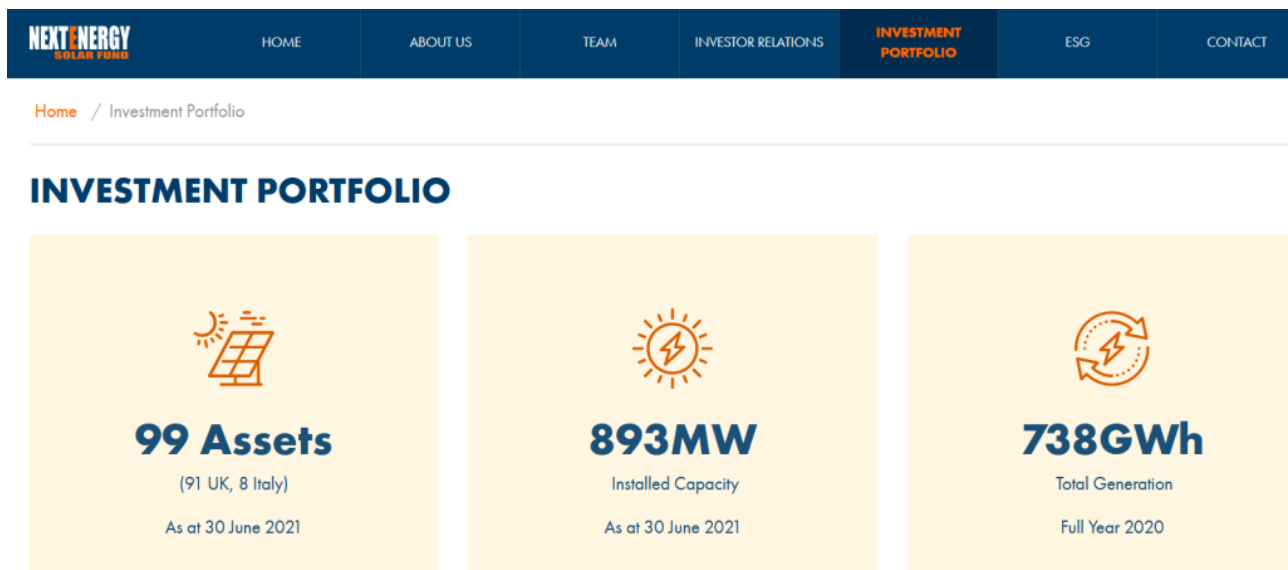 NEXTENERGY
SOLAR FUND
HOME
ABOUT US
TEAM
INVESTOR RELATIONS
INVESTMENT
PORTFOLIO
ESG
CONTACT
Home / Investment Portfolio
INVESTMENT PORTFOLIO
99 Assets
(91 UK, 8 Italy)
As at 30 June 2021
893MW
Installed Capacity
As at 30 June 2021
738GWh
Total Generation
Full Year 2020